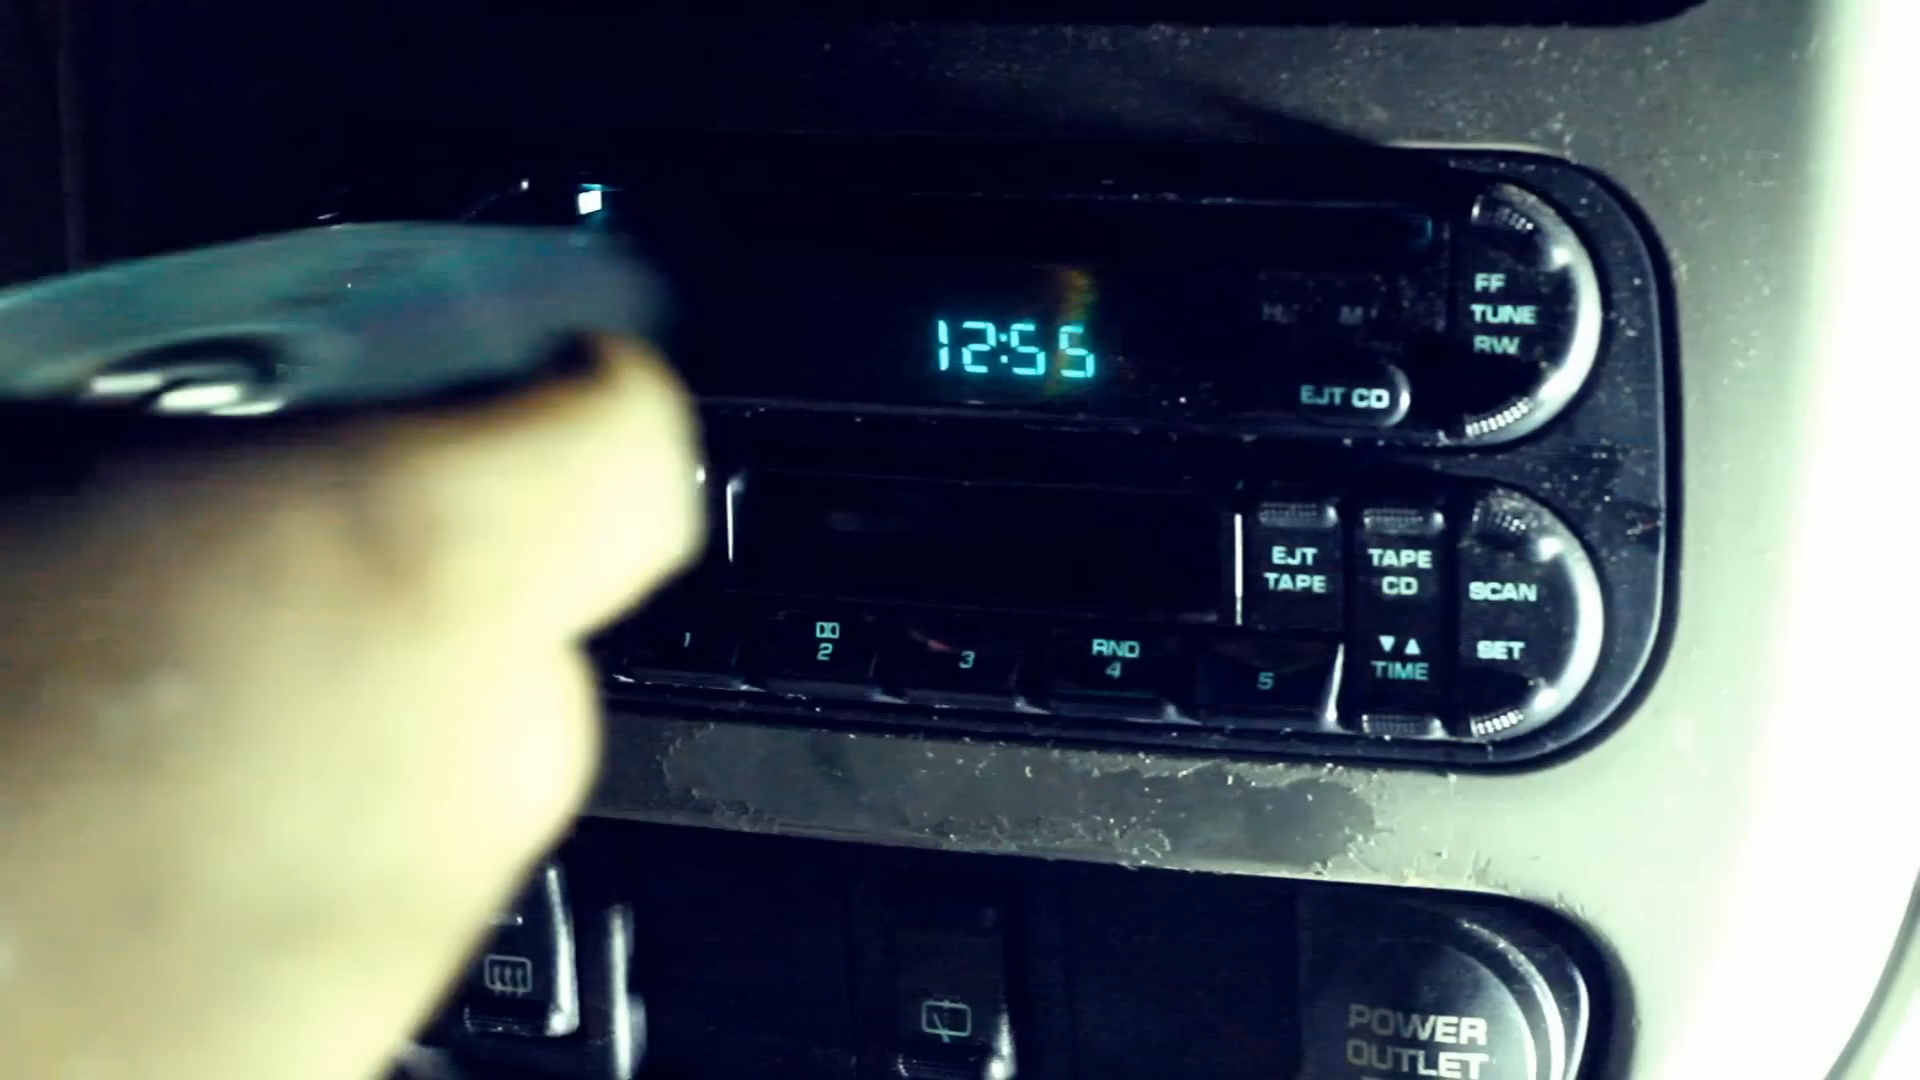 12:55
FF
TUNE
RW
EJT CD
EJT
TAPE
TAPE
CD
SCAN
SET
▼▲
TIME
1
2
3
RND
4
5
POWER
OUTLET